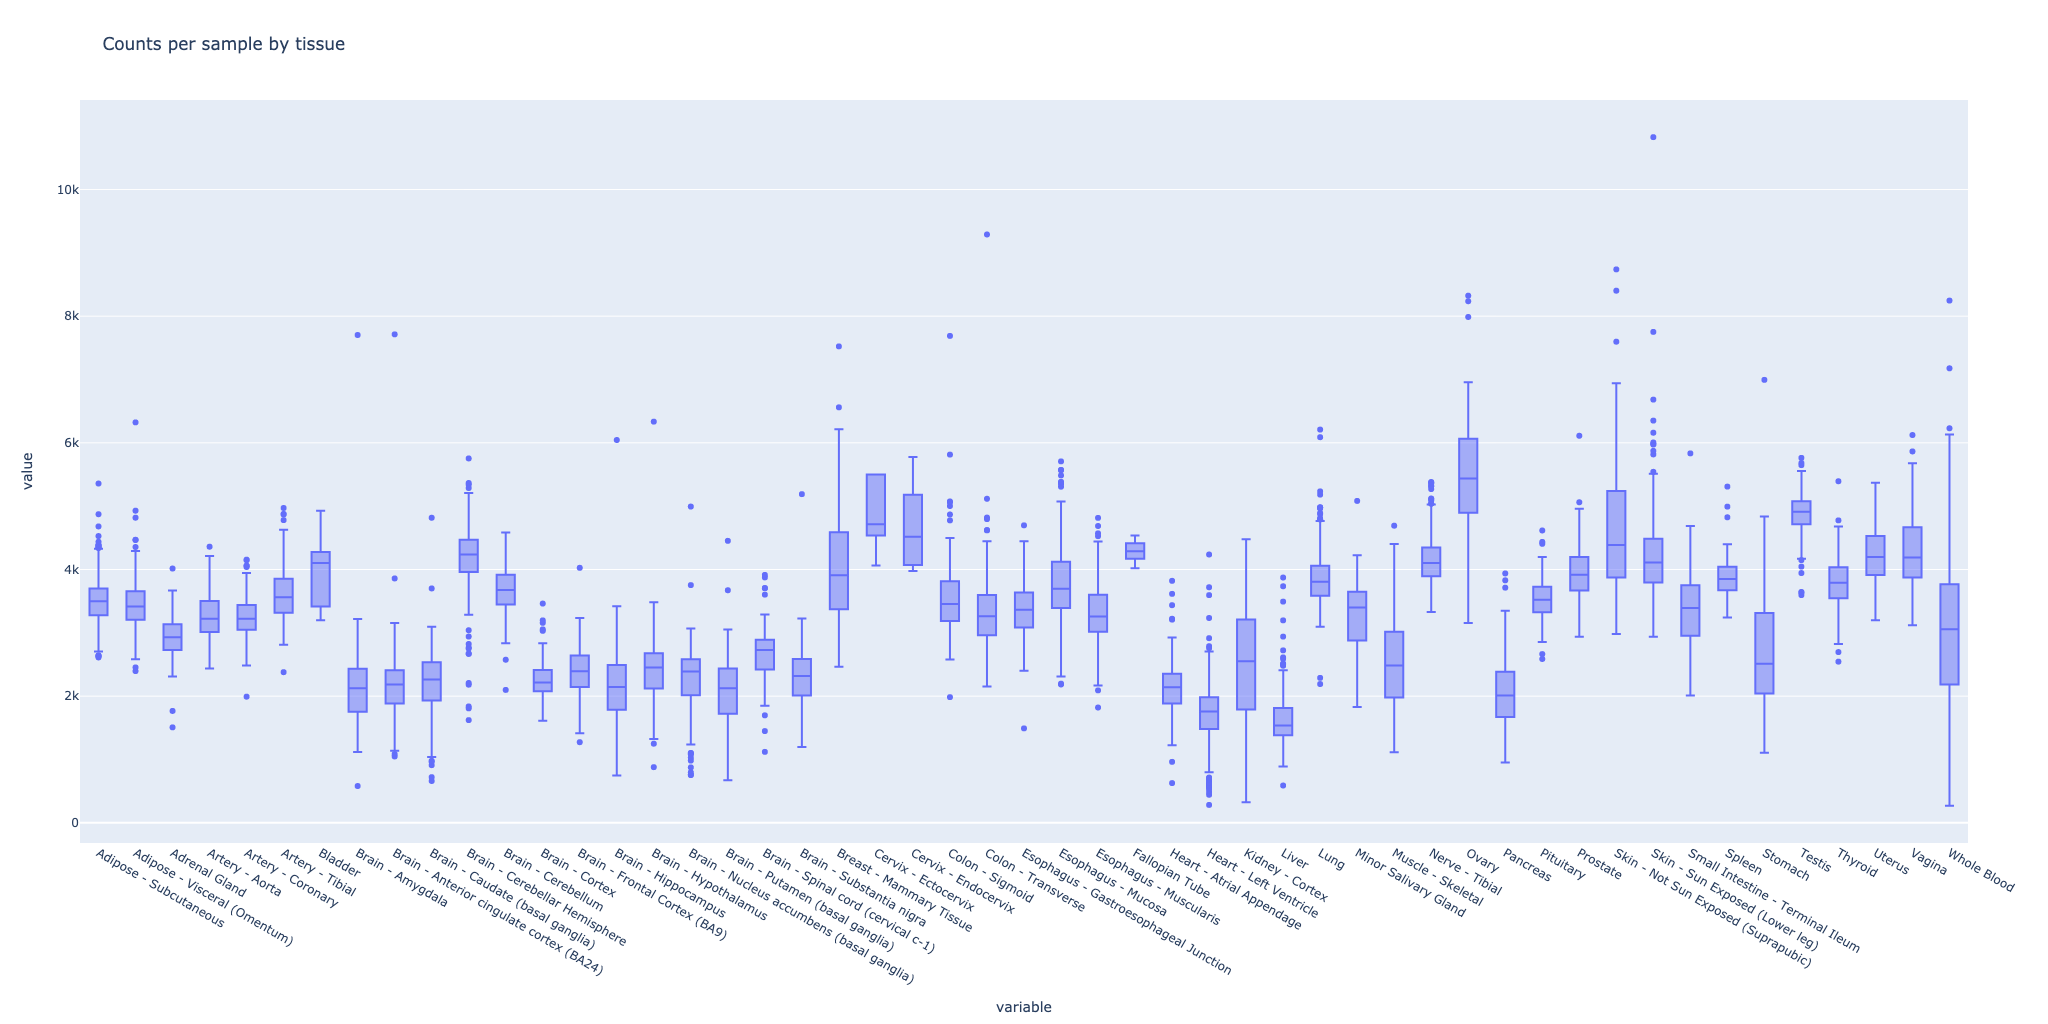 Counts per sample by tissue
10k
8k
6k
4k
2k
0
value
Adipose - Subcutaneous
Adipose - Visceral (Omentum)
Adrenal Gland
Artery - Aorta
Artery - Coronary
Artery - Tibial
Bladder
Brain - Amygdala
Brain - Anterior cingulate cortex (BA24)
Brain - Caudate (basal ganglia)
Brain - Cerebellar Hemisphere
Brain - Cerebellum
Brain - Cortex
Brain - Frontal Cortex (BA9)
Brain - Hippocampus
Brain - Hypothalamus
Brain - Nucleus accumbens (basal ganglia)
Brain - Putamen (basal ganglia)
Brain - Spinal cord (cervical c-1)
Brain - Substantia nigra
Breast - Mammary Tissue
Cervix - Ectocervix
Cervix - Endocervix
Colon - Sigmoid
Colon - Transverse
Esophagus - Gastroesophageal Junction
Esophagus - Mucosa
Esophagus - Muscularis
Fallopian Tube
Heart - Atrial Appendage
Heart - Left Ventricle
Kidney - Cortex
Liver
Lung
Minor Salivary Gland
Muscle - Skeletal
Nerve - Tibial
Ovary
Pancreas
Pituitary
Prostate
Skin - Not Sun Exposed (Suprapubic)
Skin - Sun Exposed (Lower leg)
Small Intestine - Terminal Ileum
Spleen
Stomach
Testis
Thyroid
Uterus
Vagina
Whole Blood
variable